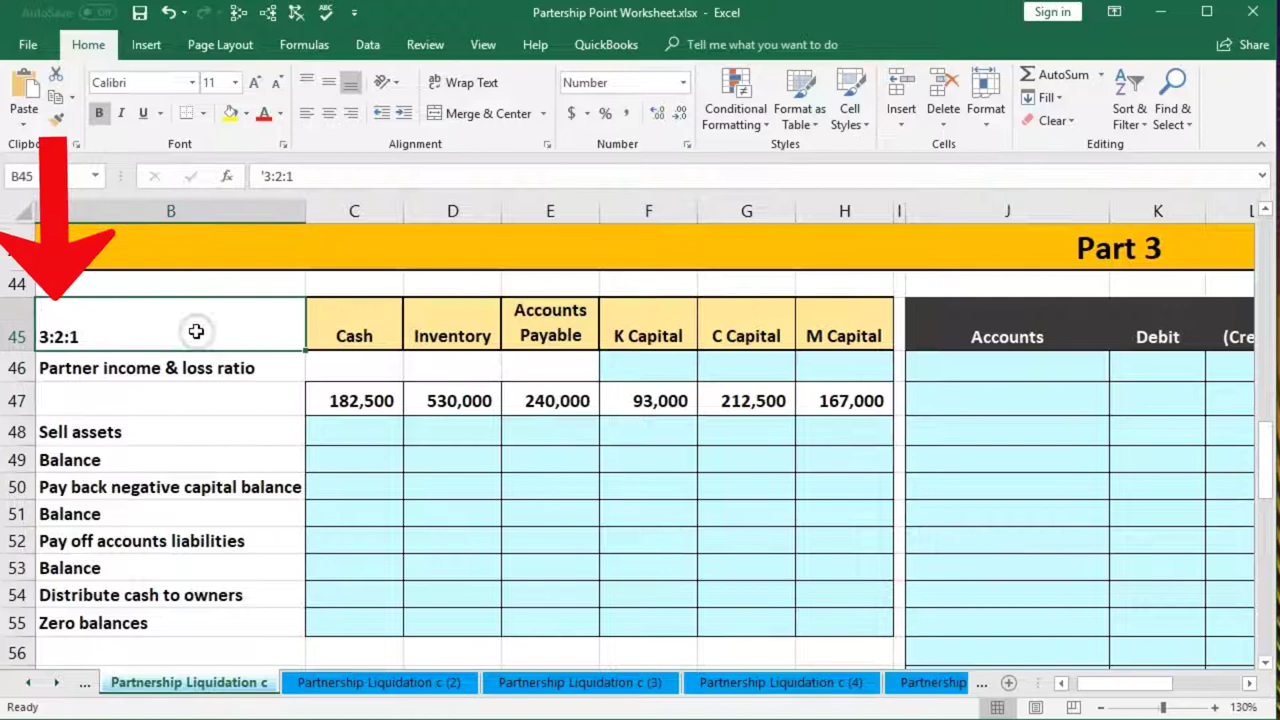 AutoSave Off
Partership Point Worksheet.xlsx - Excel
Sign in
File Home Insert Page Layout Formulas Data Review View Help QuickBooks Tell me what you want to do Share
Paste
Calibri 11
Wrap Text
Merge & Center
Number
Conditional Formatting
Format as Table
Cell Styles
Insert Delete Format
AutoSum
Fill
Clear
Sort & Filter
Find & Select
Font Alignment Number Styles Cells Editing
B45 fx '3:2:1
B C D E F G H I J K L
Part 3
44
45 3:2:1 Cash Inventory Accounts Payable K Capital C Capital M Capital Accounts Debit (Cre
46 Partner income & loss ratio
47 182,500 530,000 240,000 93,000 212,500 167,000
48 Sell assets
49 Balance
50 Pay back negative capital balance
51 Balance
52 Pay off accounts liabilities
53 Balance
54 Distribute cash to owners
55 Zero balances
56
... Partnership Liquidation c Partnership Liquidation c (2) Partnership Liquidation c (3) Partnership Liquidation c (4) Partnership ...
Ready 130%